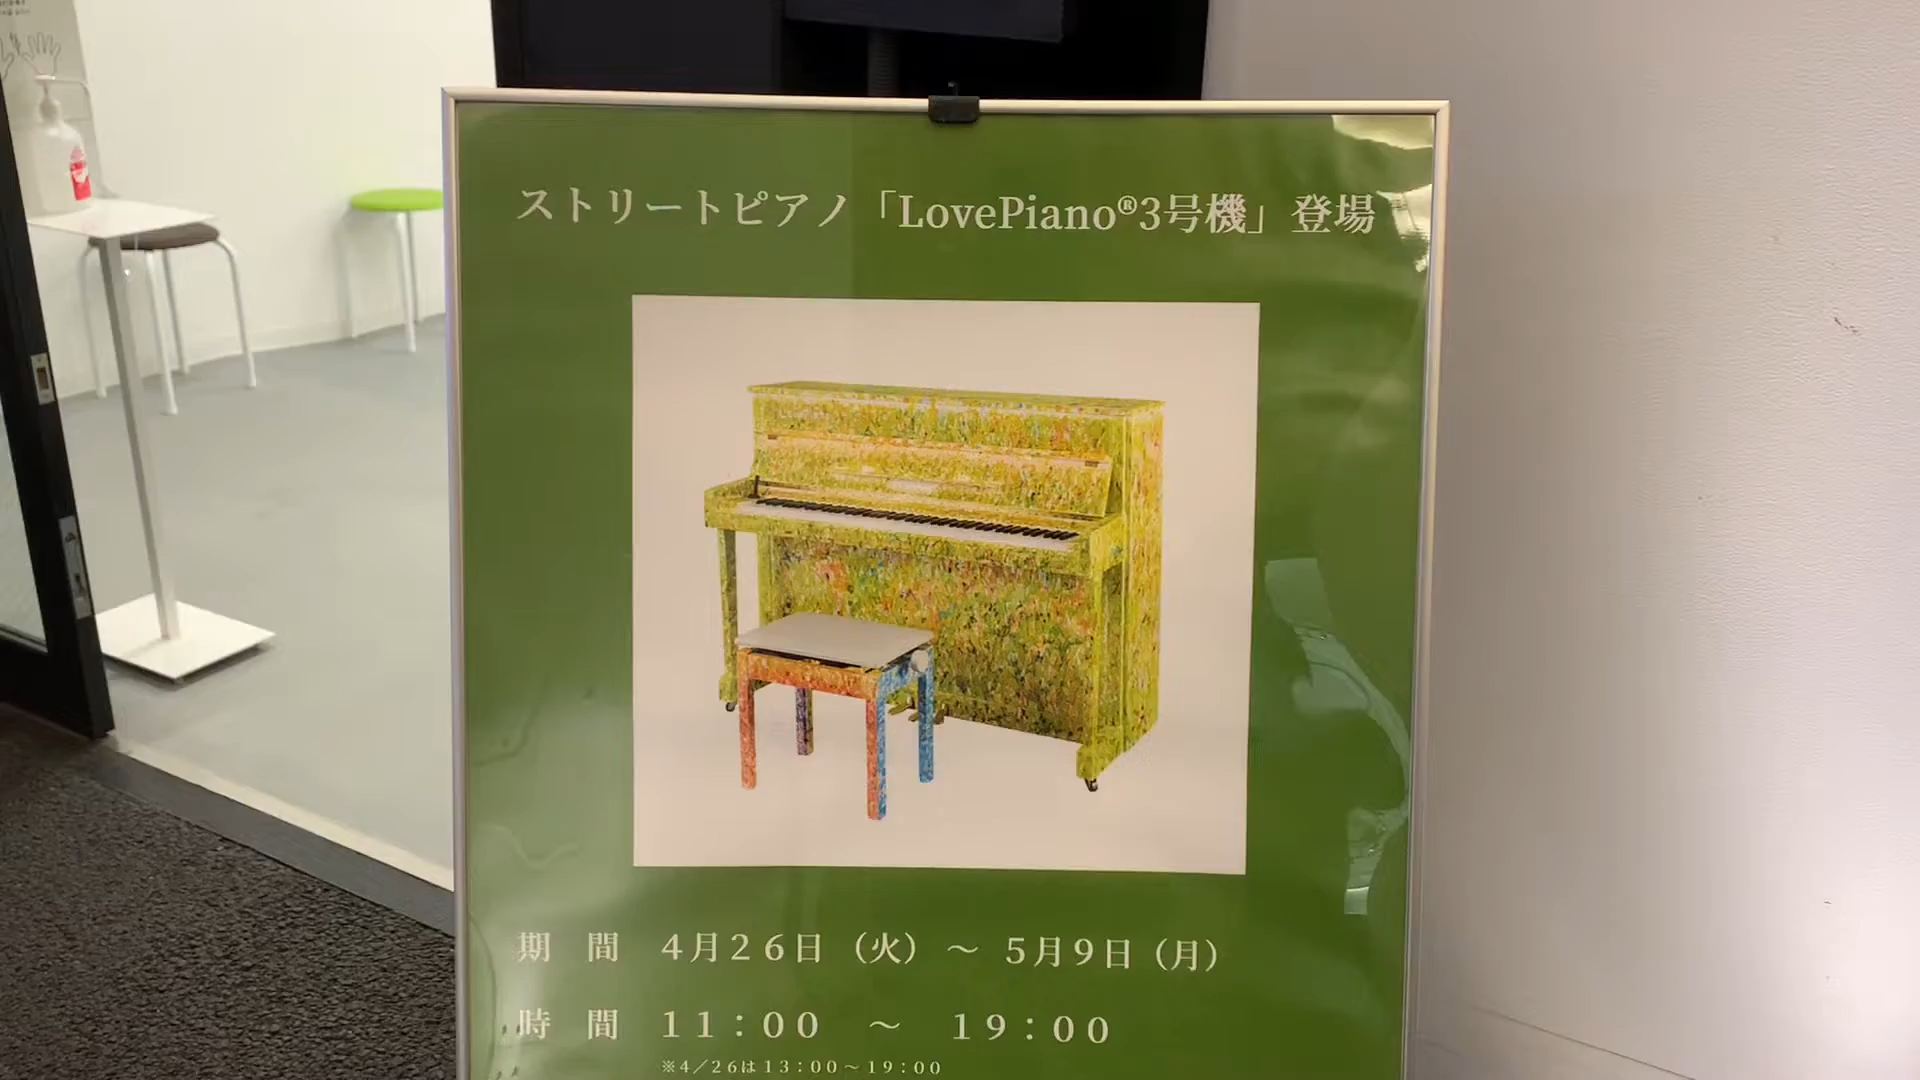 ストリートピアノ「LovePiano®3号機」登場
期　間　4月26日（火）～ 5月9日（月）
時　間　11：00　～　19：00
※4／26は13：00～19：00